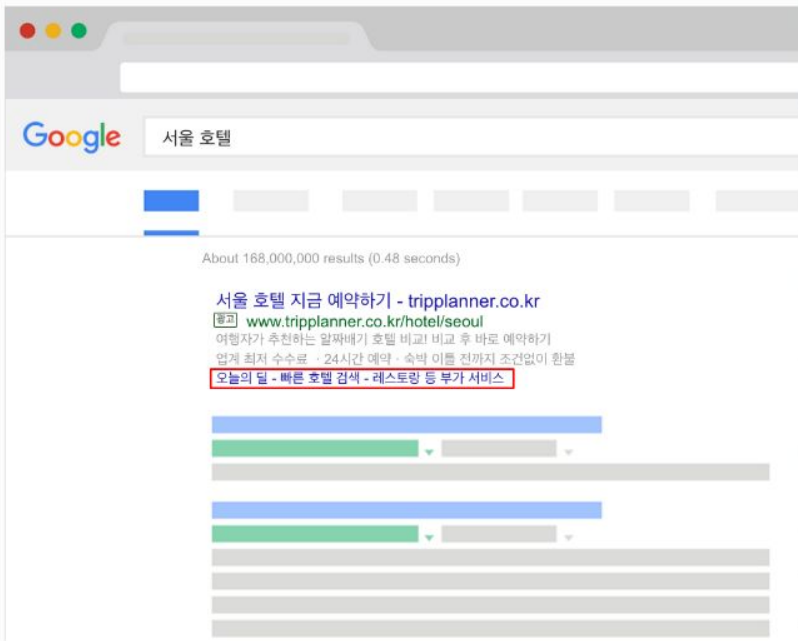 Google
서울 호텔
About 168,000,000 results (0.48 seconds)
서울 호텔 지금 예약하기 - tripplanner.co.kr
광고 www.tripplanner.co.kr/hotel/seoul
여행자가 추천하는 알짜배기 호텔 비교! 비교 후 바로 예약하기
업계 최저 수수료 · 24시간 예약 · 숙박 이틀 전까지 조건없이 환불
오늘의 딜 - 빠른 호텔 검색 - 레스토랑 등 부가 서비스